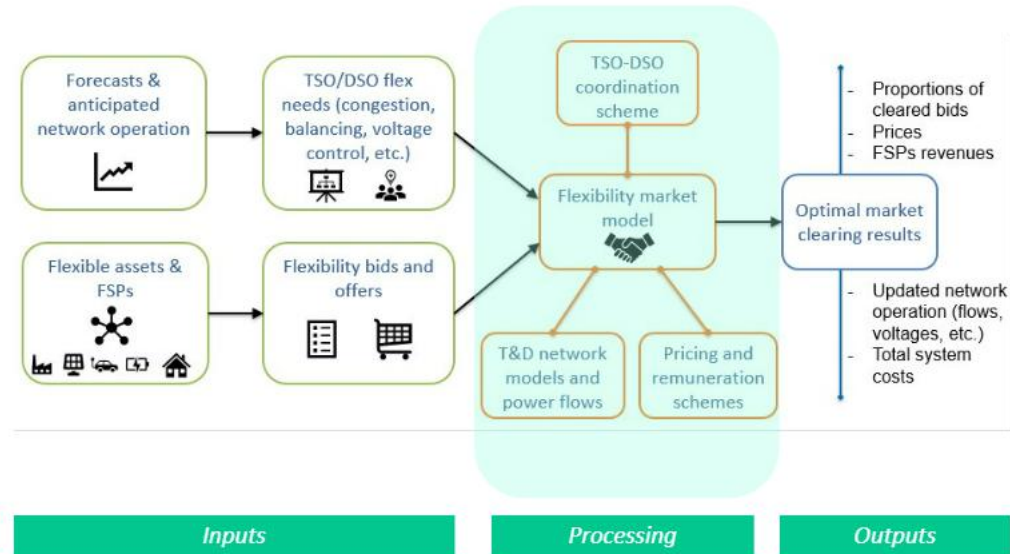 Forecasts &
anticipated
network operation
TSO/DSO flex
needs (congestion,
balancing, voltage
control, etc.)
TSO-DSO
coordination
scheme
- Proportions of
cleared bids
- Prices
- FSPs revenues
Flexibility market
model
Optimal market
clearing results
Flexible assets &
FSPs
Flexibility bids and
offers
- Updated network
operation (flows,
voltages, etc.)
- Total system
costs
T&D network
models and
power flows
Pricing and
remuneration
schemes
Inputs
Processing
Outputs